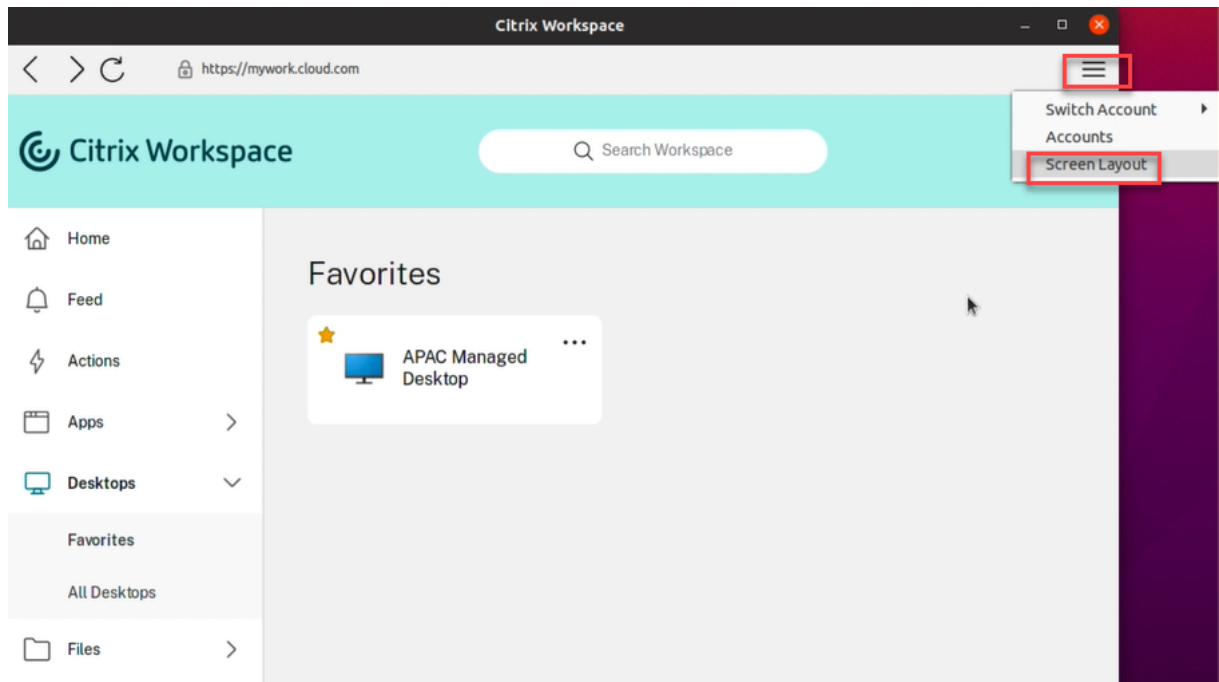 Citrix Workspace
https://mywork.cloud.com
Switch Account
Accounts
Screen Layout
Citrix Workspace
Search Workspace
Home
Feed
Actions
Apps
Desktops
Favorites
All Desktops
Files
Favorites
APAC Managed
Desktop